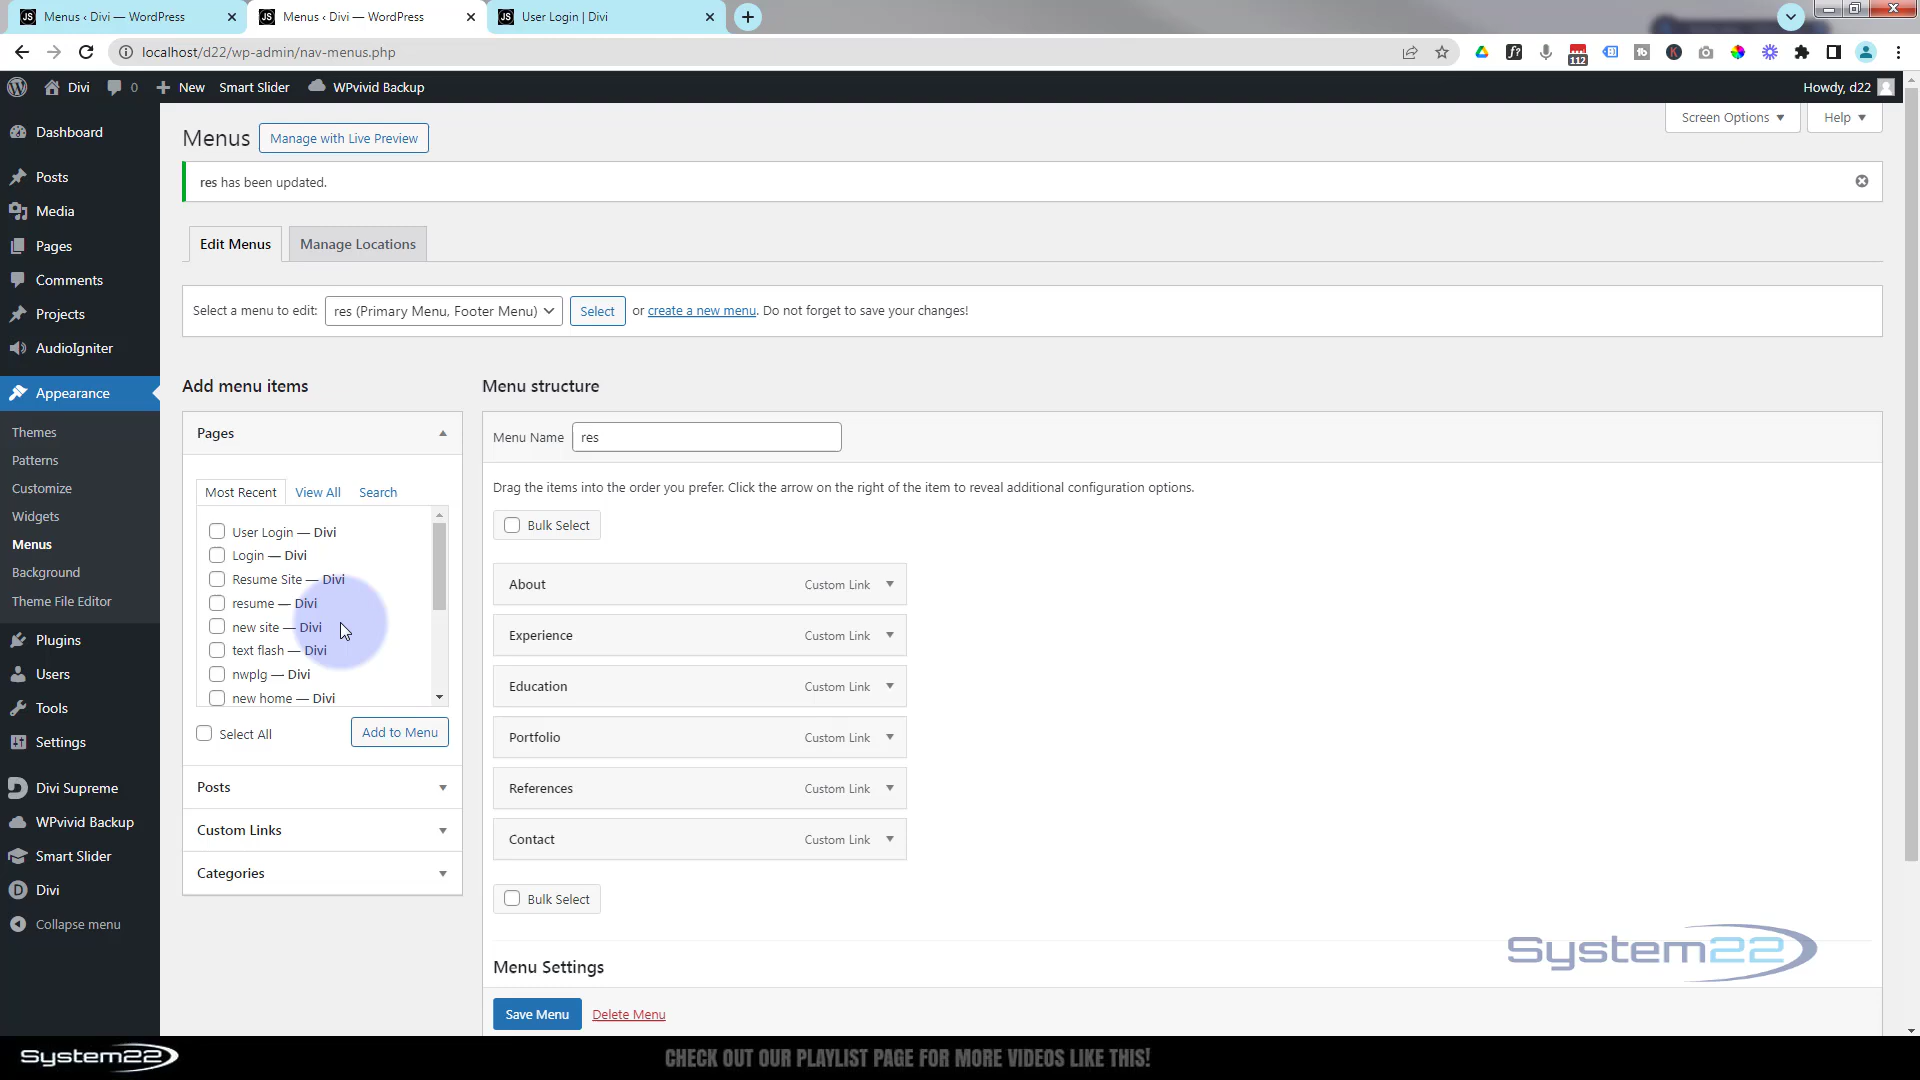 Menus ‹ Divi — WordPress
Menus ‹ Divi — WordPress
User Login | Divi
localhost/d22/wp-admin/nav-menus.php
112
Divi
0
New
Smart Slider
WPvivid Backup
Howdy, d22
Dashboard
Posts
Media
Pages
Comments
Projects
AudioIgniter
Appearance
Themes
Patterns
Customize
Widgets
Menus
Background
Theme File Editor
Plugins
Users
Tools
Settings
Divi Supreme
WPvivid Backup
Smart Slider
Divi
Collapse menu
Menus
Manage with Live Preview
Screen Options
Help
res has been updated.
Edit Menus
Manage Locations
Select a menu to edit: res (Primary Menu, Footer Menu) Select or create a new menu. Do not forget to save your changes!
Add menu items
Pages
Most Recent
View All
Search
User Login — Divi
Login — Divi
Resume Site — Divi
resume — Divi
new site — Divi
text flash — Divi
nwplg — Divi
new home — Divi
Select All
Add to Menu
Posts
Custom Links
Categories
Menu structure
Menu Name res
Drag the items into the order you prefer. Click the arrow on the right of the item to reveal additional configuration options.
Bulk Select
About Custom Link
Experience Custom Link
Education Custom Link
Portfolio Custom Link
References Custom Link
Contact Custom Link
Bulk Select
Menu Settings
Save Menu
Delete Menu
System22
System22
CHECK OUT OUR PLAYLIST PAGE FOR MORE VIDEOS LIKE THIS!